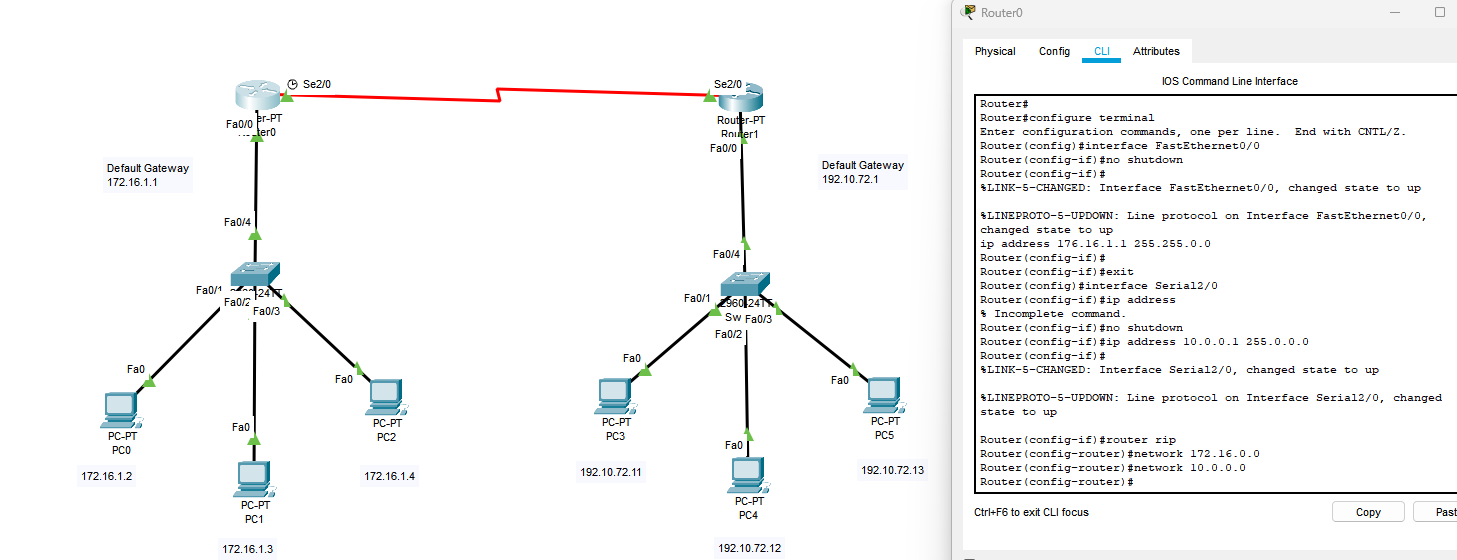 Se2/0
er-PT
Fa0/0
Default Gateway
172.16.1.1
Fa0/4
Fa0/1
Fa0/2
Fa0/3
Fa0
PC-PT
PC0
172.16.1.2
Fa0
PC-PT
PC1
172.16.1.3
Fa0
PC-PT
PC2
172.16.1.4
Se2/0
Router-PT
Router1
Fa0/0
Default Gateway
192.10.72.1
Fa0/4
Fa0/1
2960-24TT
Sw
Fa0/3
Fa0/2
Fa0
PC-PT
PC3
192.10.72.11
Fa0
PC-PT
PC4
192.10.72.12
Fa0
PC-PT
PC5
192.10.72.13
Router0
Physical Config CLI Attributes
IOS Command Line Interface
Router#
Router#configure terminal
Enter configuration commands, one per line. End with CNTL/Z.
Router(config)#interface FastEthernet0/0
Router(config-if)#no shutdown
Router(config-if)#
%LINK-5-CHANGED: Interface FastEthernet0/0, changed state to up
%LINEPROTO-5-UPDOWN: Line protocol on Interface FastEthernet0/0,
changed state to up
ip address 176.16.1.1 255.255.0.0
Router(config-if)#
Router(config-if)#exit
Router(config)#interface Serial2/0
Router(config-if)#ip address
% Incomplete command.
Router(config-if)#no shutdown
Router(config-if)#ip address 10.0.0.1 255.0.0.0
Router(config-if)#
%LINK-5-CHANGED: Interface Serial2/0, changed state to up
%LINEPROTO-5-UPDOWN: Line protocol on Interface Serial2/0, changed
state to up
Router(config-if)#router rip
Router(config-router)#network 172.16.0.0
Router(config-router)#network 10.0.0.0
Router(config-router)#
Ctrl+F6 to exit CLI focus
Copy
Past